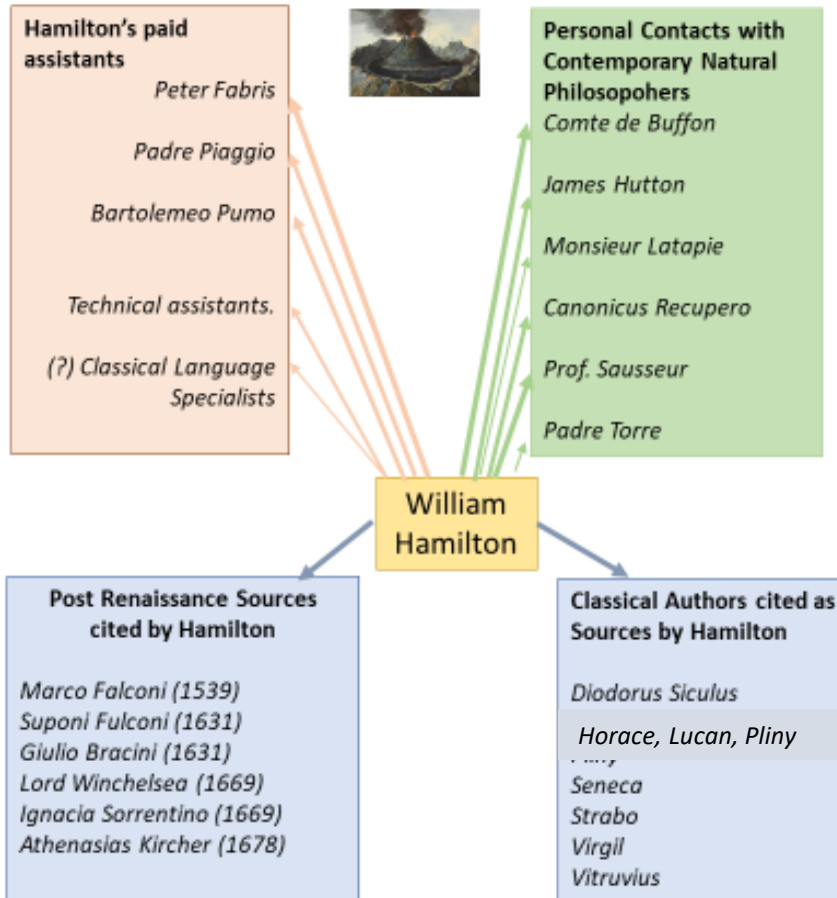 Hamilton's paid
assistants
Peter Fabris
Padre Piaggio
Bartolemeo Pumo
Technical assistants.
(?) Classical Language
Specialists
Personal Contacts with
Contemporary Natural
Philosopohers
Comte de Buffon
James Hutton
Monsieur Latapie
Canonicus Recupero
Prof. Sausseur
Padre Torre
William
Hamilton
Post Renaissance Sources
cited by Hamilton
Marco Falconi (1539)
Suponi Fulconi (1631)
Giulio Bracini (1631)
Lord Winchelsea (1669)
Ignacia Sorrentino (1669)
Athenasias Kircher (1678)
Classical Authors cited as
Sources by Hamilton
Diodorus Siculus
Horace, Lucan, Pliny
Seneca
Strabo
Virgil
Vitruvius